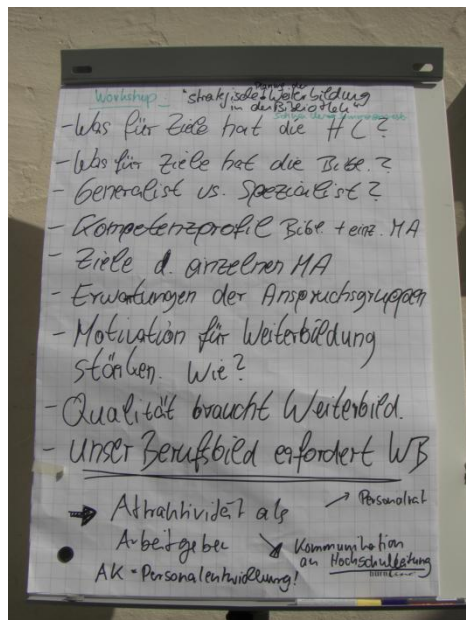 Workshop: "strategische Weiterbildung
in der Bibliothek"
- Was für Ziele hat die HL?
- Was für Ziele hat die Bibl.?
- Generalist vs. Spezialist?
- Kompetenzprofil Bibl. + einz. MA
- Ziele d. einzelnen MA
- Erwartungen der Anspruchsgruppen
- Motivation für Weiterbildung
stärken. Wie?
- Qualität braucht Weiterbild.
- unser Berufsbild erfordert WB
→ Attraktivität als
Arbeitgeber
AK "Personalentwicklung!
→ Personalrat
↘ Kommunikation
an Hochschulleitung